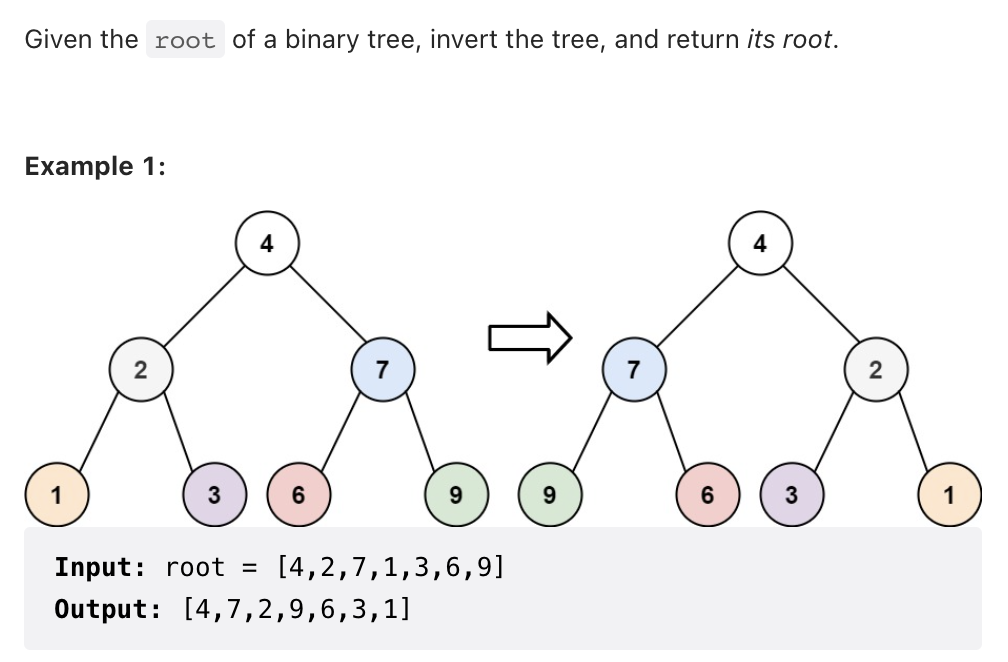 Given the root of a binary tree, invert the tree, and return its root.
Example 1:
4 4
2 7 7 2
1 3 6 9 9 6 3 1
Input: root = [4,2,7,1,3,6,9]
Output: [4,7,2,9,6,3,1]